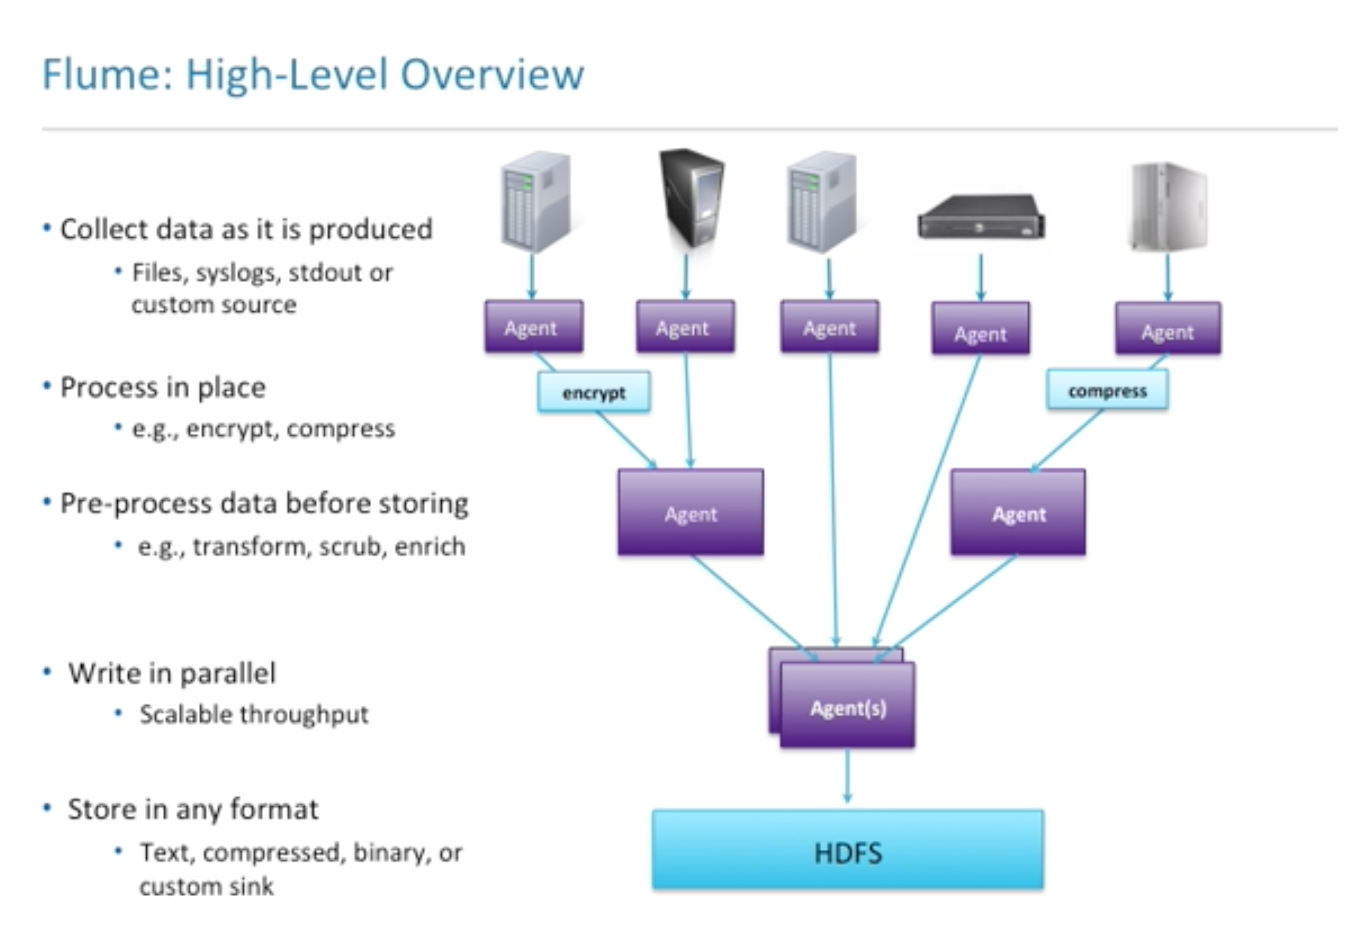 Flume: High-Level Overview
• Collect data as it is produced
• Files, syslogs, stdout or
custom source
• Process in place
• e.g., encrypt, compress
• Pre-process data before storing
• e.g., transform, scrub, enrich
• Write in parallel
• Scalable throughput
• Store in any format
• Text, compressed, binary, or
custom sink
Agent
Agent
Agent
Agent
Agent
encrypt
compress
Agent
Agent
Agent(s)
HDFS